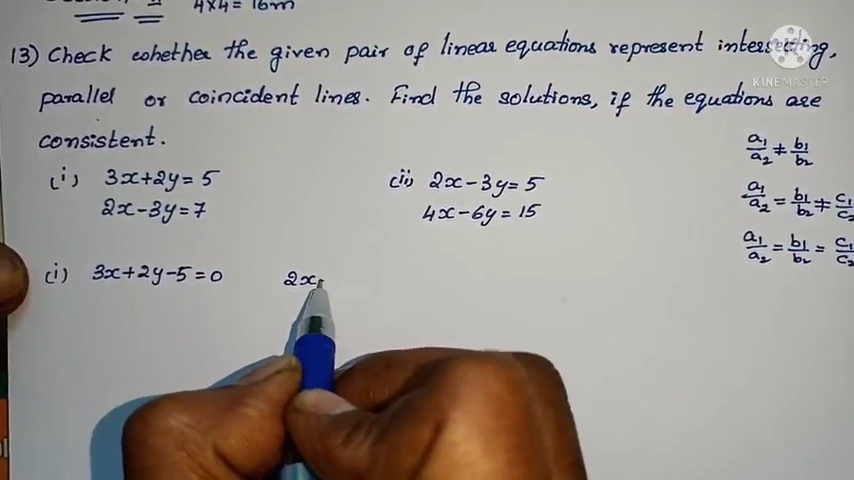 4x4= 16m
13) Check whether the given pair of linear equations represent intersecting,
parallel or coincident lines. Find the solutions, if the equations are
consistent.
(i) 3x+2y= 5
2x-3y=7
(ii) 2x-3y= 5
4x-6y= 15
a₁/a₂ ≠ b₁/b₂
a₁/a₂ = b₁/b₂ ≠ c₁/c₂
a₁/a₂ = b₁/b₂ = c₁/c₂
(i) 3x+2y-5=0 2x-
KINEMASTER